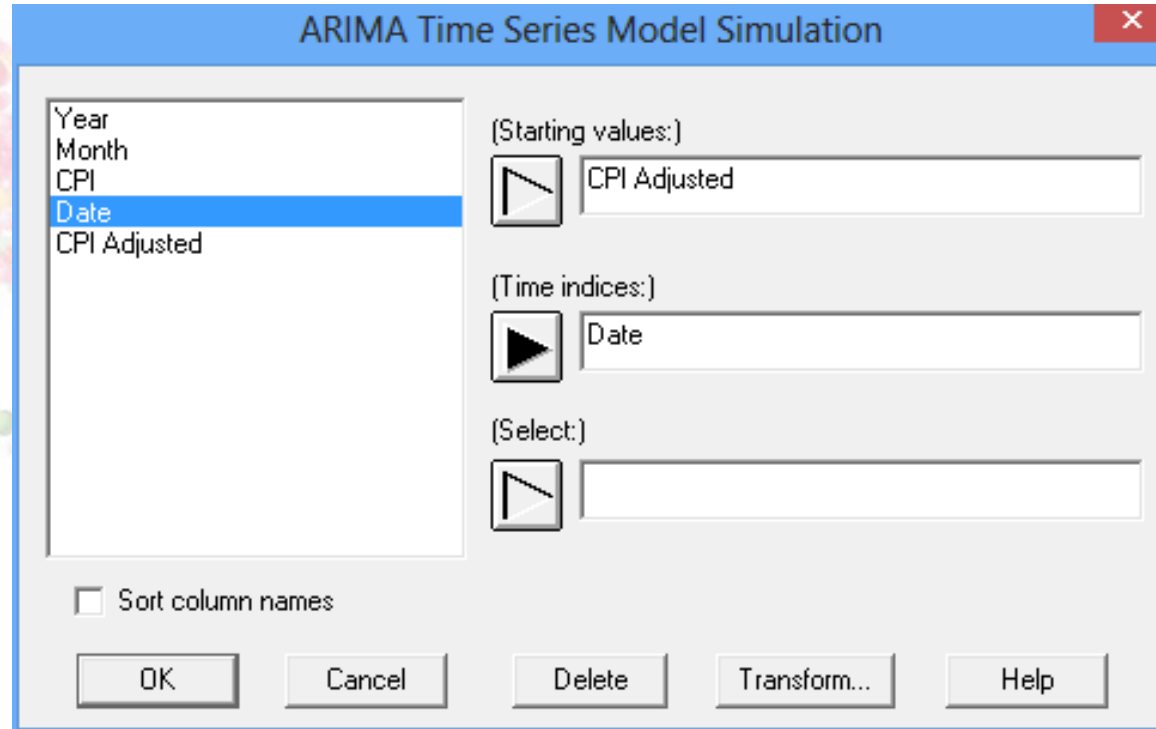 ARIMA Time Series Model Simulation
Year
Month
CPI
Date
CPI Adjusted
(Starting values:)
CPI Adjusted
(Time indices:)
Date
(Select:)
Sort column names
OK
Cancel
Delete
Transform...
Help